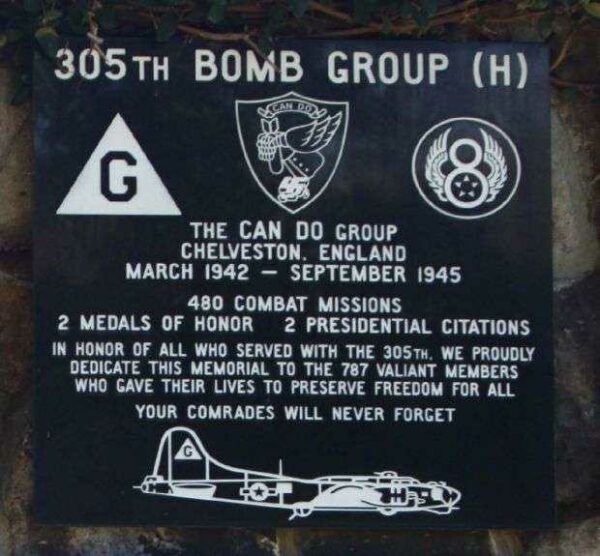 305TH BOMB GROUP (H)
CAN DO
G
8
THE CAN DO GROUP
CHELVESTON, ENGLAND
MARCH 1942 – SEPTEMBER 1945
480 COMBAT MISSIONS
2 MEDALS OF HONOR 2 PRESIDENTIAL CITATIONS
IN HONOR OF ALL WHO SERVED WITH THE 305TH, WE PROUDLY
DEDICATE THIS MEMORIAL TO THE 787 VALIANT MEMBERS
WHO GAVE THEIR LIVES TO PRESERVE FREEDOM FOR ALL
YOUR COMRADES WILL NEVER FORGET
G
H